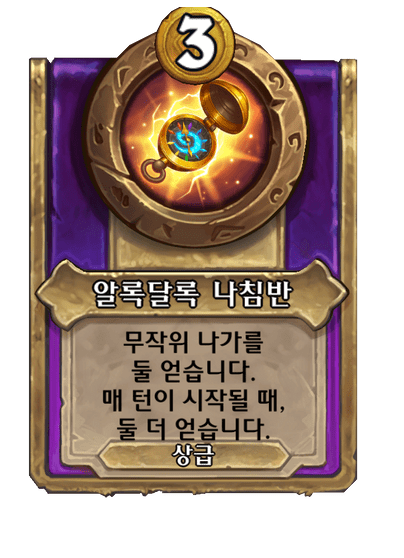 3
알록달록 나침반
무작위 나가를
둘 얻습니다.
매 턴이 시작될 때,
둘 더 얻습니다.
상급